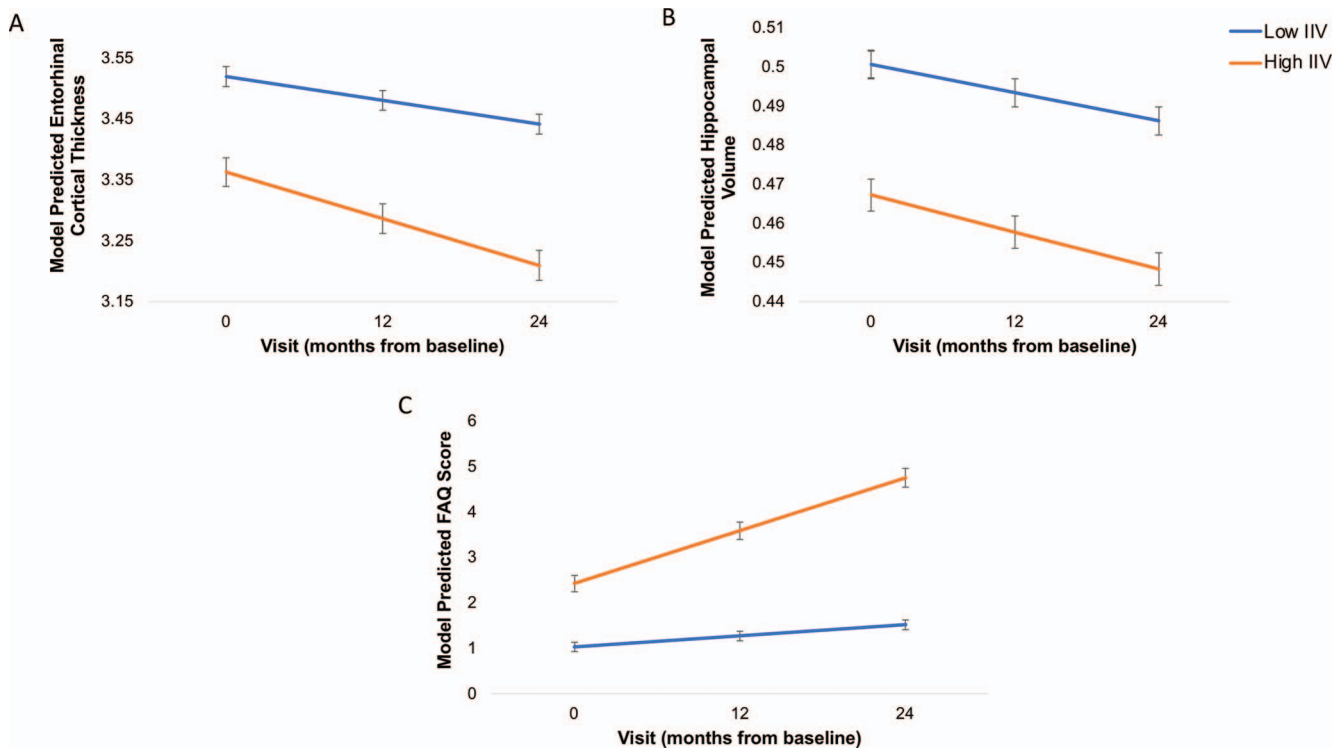 A
Model Predicted Entorhinal
Cortical Thickness
3.55
3.45
3.35
3.25
3.15
0 12 24
Visit (months from baseline)
B
Model Predicted Hippocampal
Volume
0.51
0.5
0.49
0.48
0.47
0.46
0.45
0.44
0 12 24
Visit (months from baseline)
Low IIV
High IIV
C
Model Predicted FAQ Score
6
5
4
3
2
1
0
0 12 24
Visit (months from baseline)